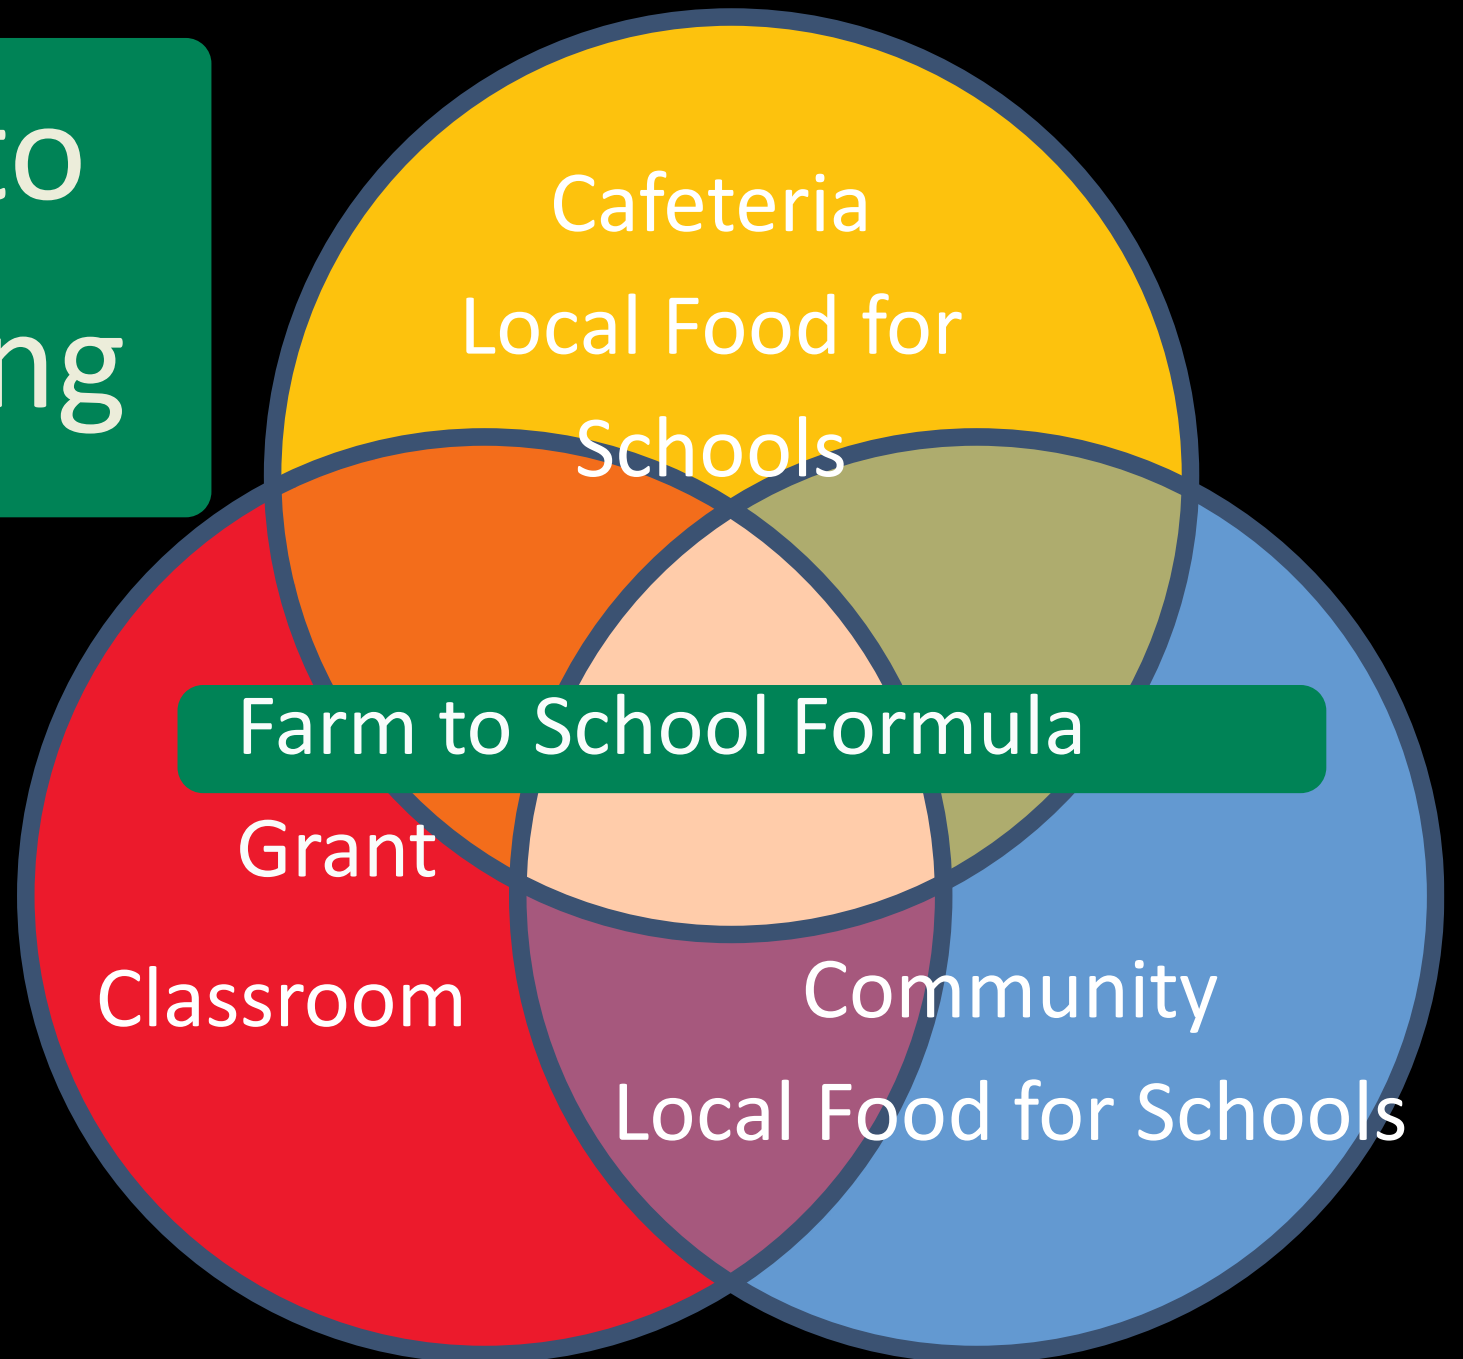 to
ng
Cafeteria
Local Food for
Schools
Farm to School Formula
Grant
Classroom
Community
Local Food for Schools